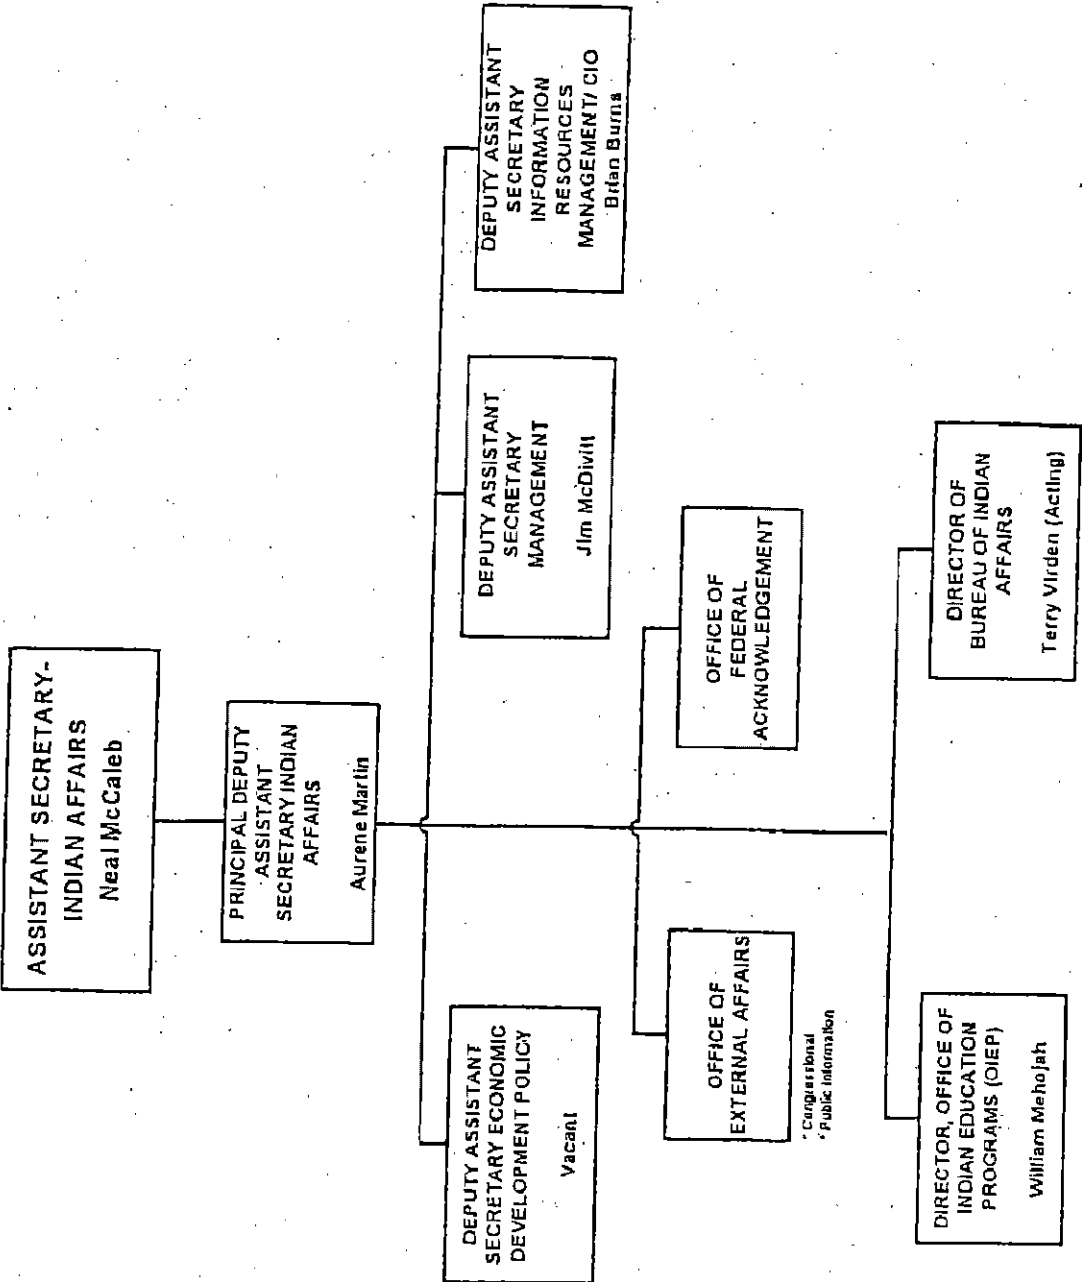 ASSISTANT SECRETARY-
INDIAN AFFAIRS
Neal McCaleb
PRINCIPAL DEPUTY
ASSISTANT
SECRETARY INDIAN
AFFAIRS
Aurene Martin
DEPUTY ASSISTANT
SECRETARY ECONOMIC
DEVELOPMENT POLICY
Vacant
DEPUTY ASSISTANT
SECRETARY
MANAGEMENT
Jim McDivitt
DEPUTY ASSISTANT
SECRETARY
INFORMATION
RESOURCES
MANAGEMENT/ CIO
Brian Burns
OFFICE OF
EXTERNAL AFFAIRS
* Congressional
* Public Information
OFFICE OF
FEDERAL
ACKNOWLEDGEMENT
DIRECTOR, OFFICE OF
INDIAN EDUCATION
PROGRAMS (OIEP)
William Mehojah
DIRECTOR OF
BUREAU OF INDIAN
AFFAIRS
Terry Virden (Acting)